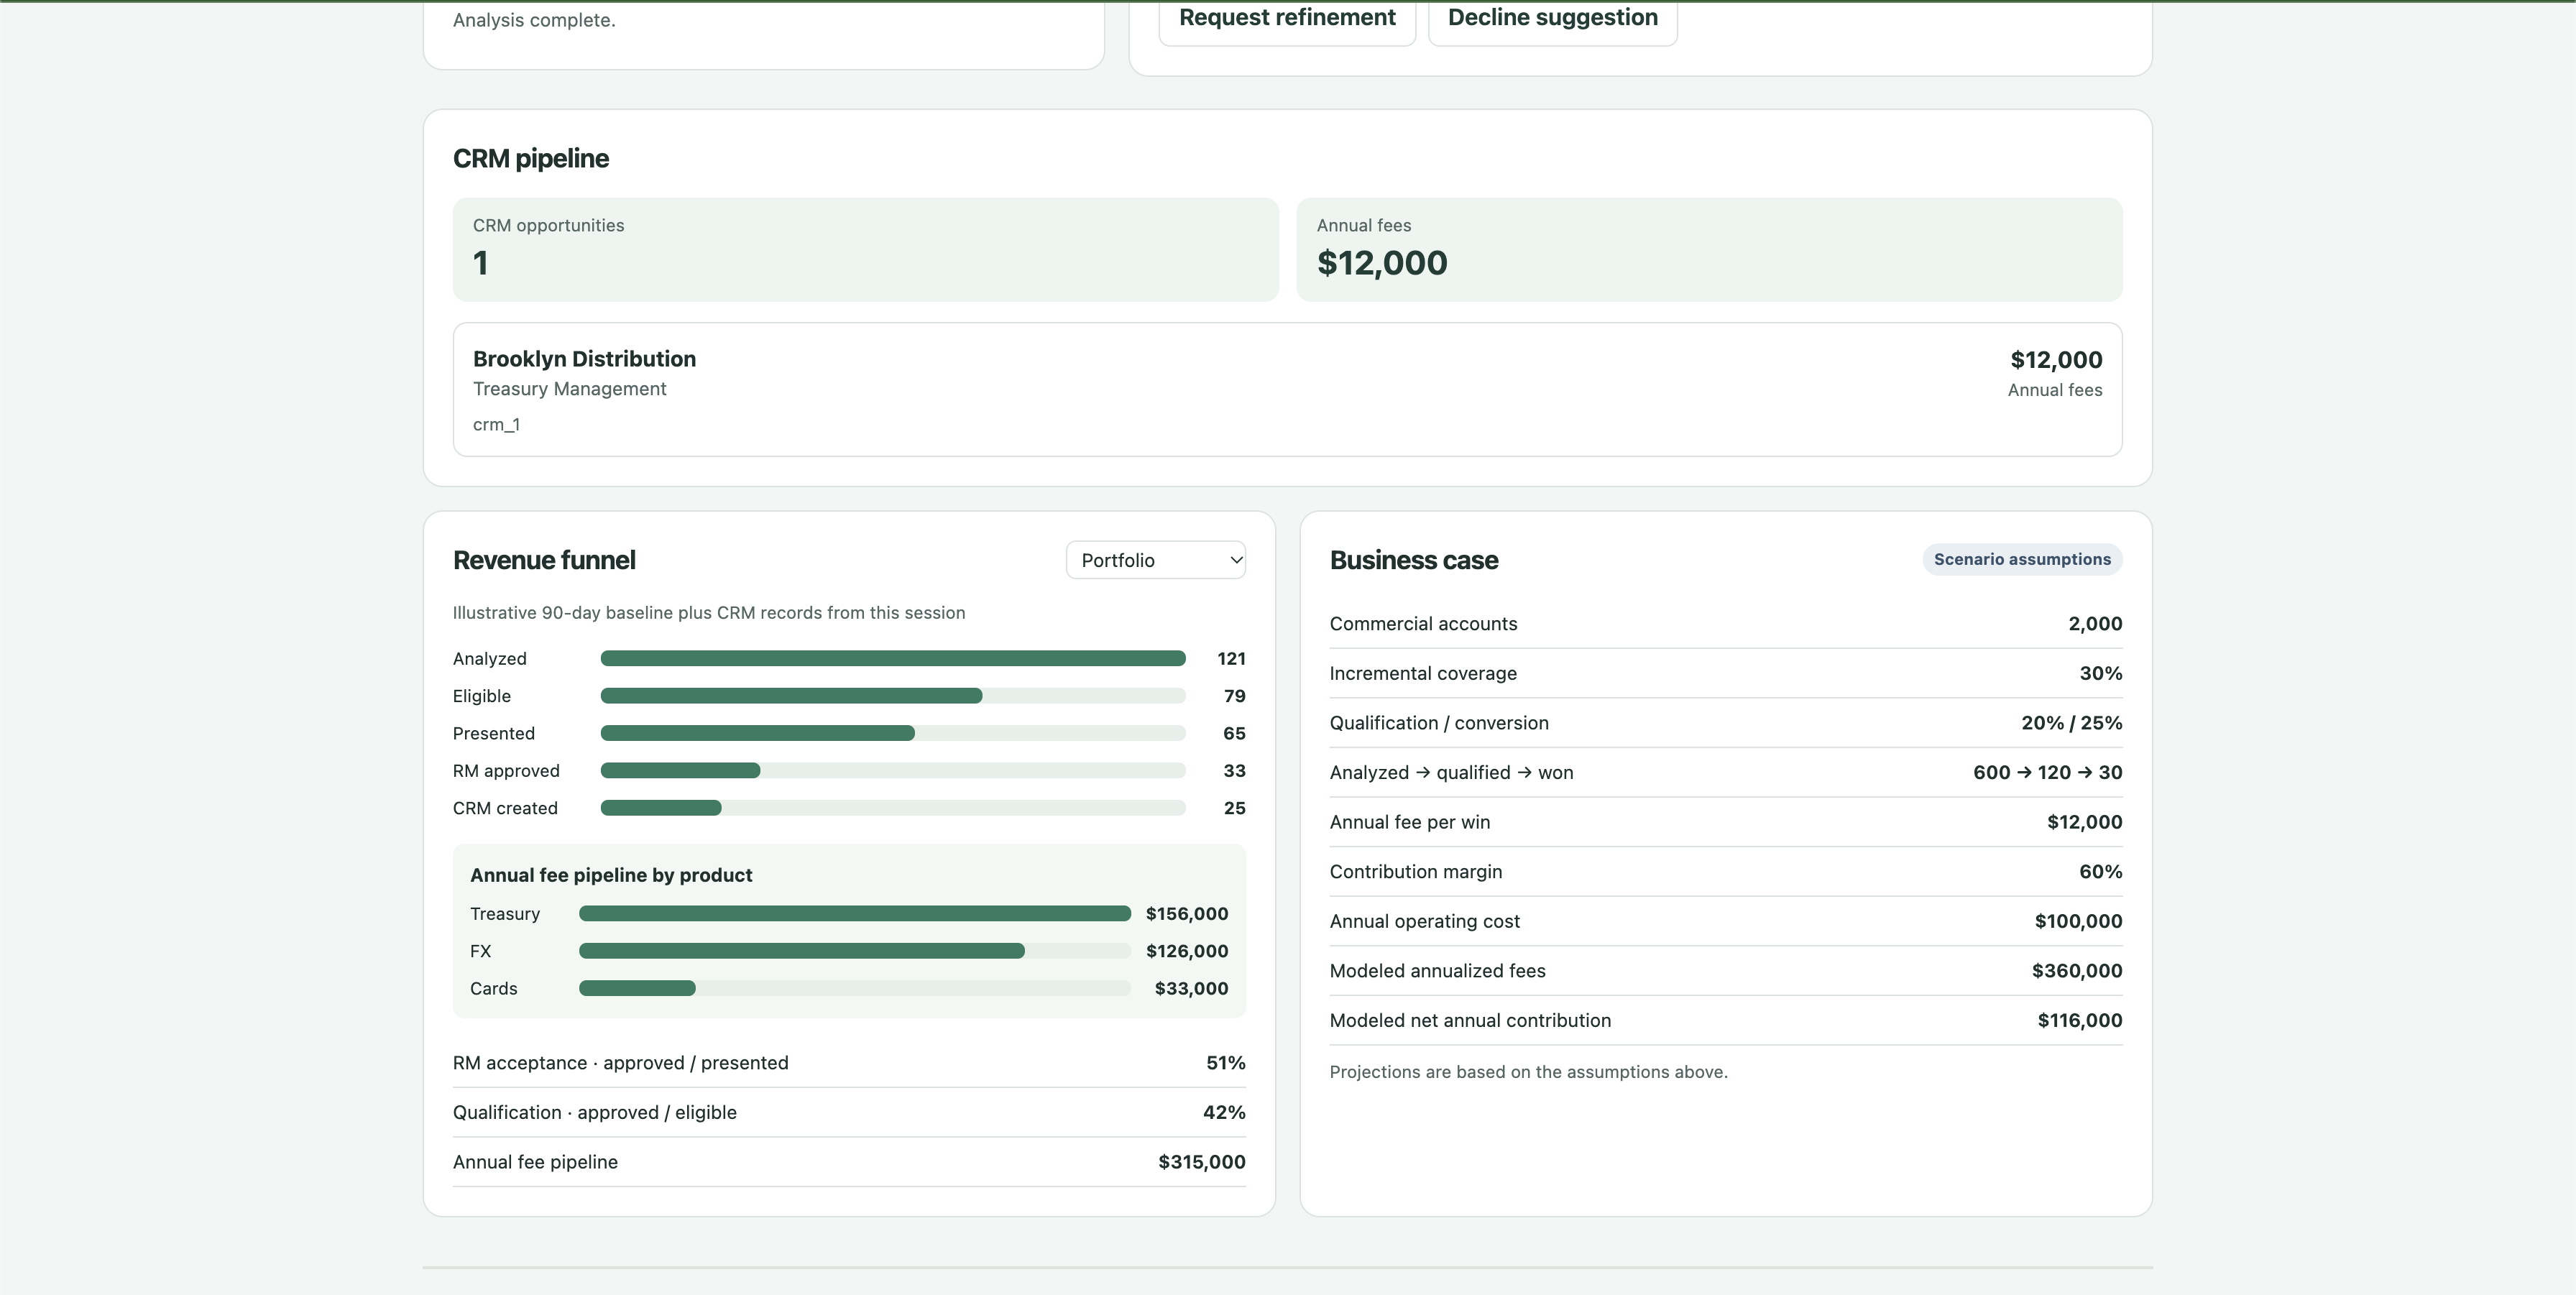 Analysis complete.
Request refinement
Decline suggestion
CRM pipeline
CRM opportunities
1
Annual fees
$12,000
Brooklyn Distribution
Treasury Management
crm_1
$12,000
Annual fees
Revenue funnel
Portfolio
Illustrative 90-day baseline plus CRM records from this session
Analyzed 121
Eligible 79
Presented 65
RM approved 33
CRM created 25
Annual fee pipeline by product
Treasury $156,000
FX $126,000
Cards $33,000
RM acceptance · approved / presented 51%
Qualification · approved / eligible 42%
Annual fee pipeline $315,000
Business case
Scenario assumptions
Commercial accounts 2,000
Incremental coverage 30%
Qualification / conversion 20% / 25%
Analyzed → qualified → won 600 → 120 → 30
Annual fee per win $12,000
Contribution margin 60%
Annual operating cost $100,000
Modeled annualized fees $360,000
Modeled net annual contribution $116,000
Projections are based on the assumptions above.